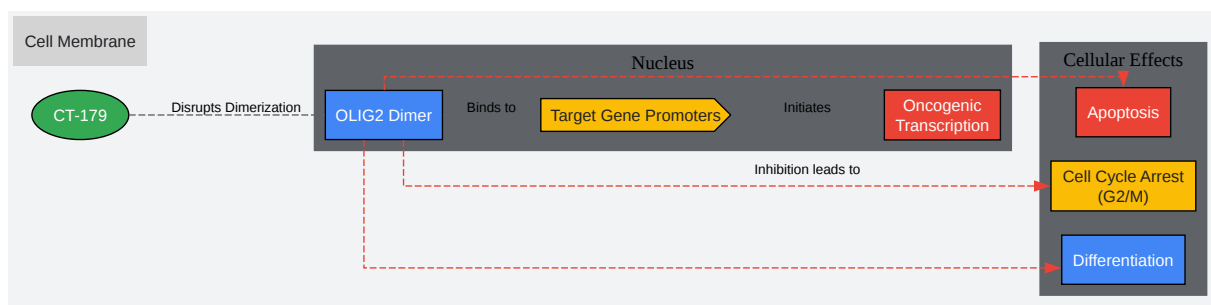 Cell Membrane
Nucleus
Cellular Effects
CT-179
Disrupts Dimerization
OLIG2 Dimer
Binds to
Target Gene Promoters
Initiates
Oncogenic
Transcription
Apoptosis
Inhibition leads to
Cell Cycle Arrest
(G2/M)
Differentiation